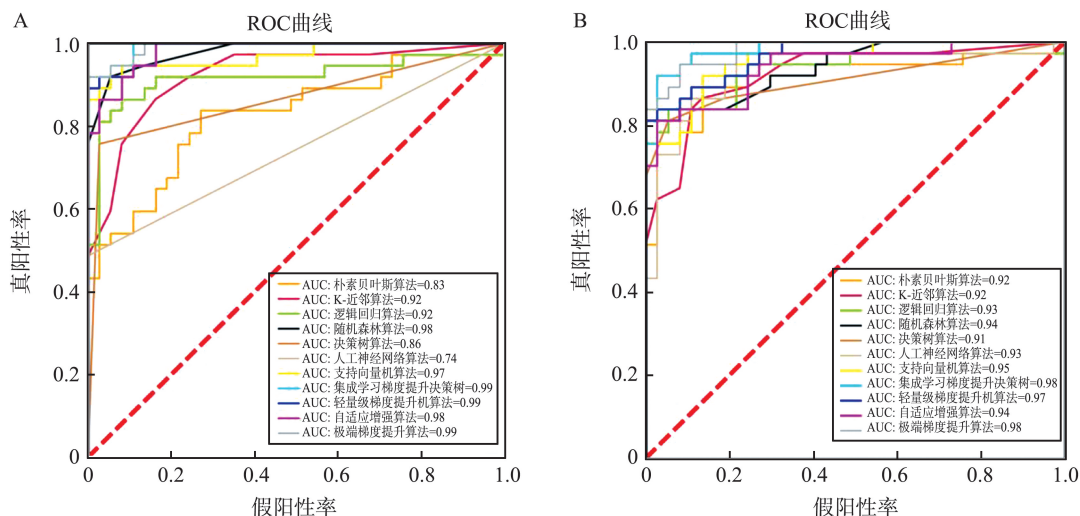 A
ROC曲线
1.0
0.8
0.6
0.4
0.2
0
真阳性率
AUC: 朴素贝叶斯算法=0.83
AUC: K-近邻算法=0.92
AUC: 逻辑回归算法=0.92
AUC: 随机森林算法=0.98
AUC: 决策树算法=0.86
AUC: 人工神经网络算法=0.74
AUC: 支持向量机算法=0.97
AUC: 集成学习梯度提升决策树=0.99
AUC: 轻量级梯度提升机算法=0.99
AUC: 自适应增强算法=0.98
AUC: 极端梯度提升算法=0.99
0 0.2 0.4 0.6 0.8 1.0
假阳性率
B
ROC曲线
1.0
0.8
0.6
0.4
0.2
0
真阳性率
AUC: 朴素贝叶斯算法=0.92
AUC: K-近邻算法=0.92
AUC: 逻辑回归算法=0.93
AUC: 随机森林算法=0.94
AUC: 决策树算法=0.91
AUC: 人工神经网络算法=0.93
AUC: 支持向量机算法=0.95
AUC: 集成学习梯度提升决策树=0.98
AUC: 轻量级梯度提升机算法=0.97
AUC: 自适应增强算法=0.94
AUC: 极端梯度提升算法=0.98
0 0.2 0.4 0.6 0.8 1.0
假阳性率